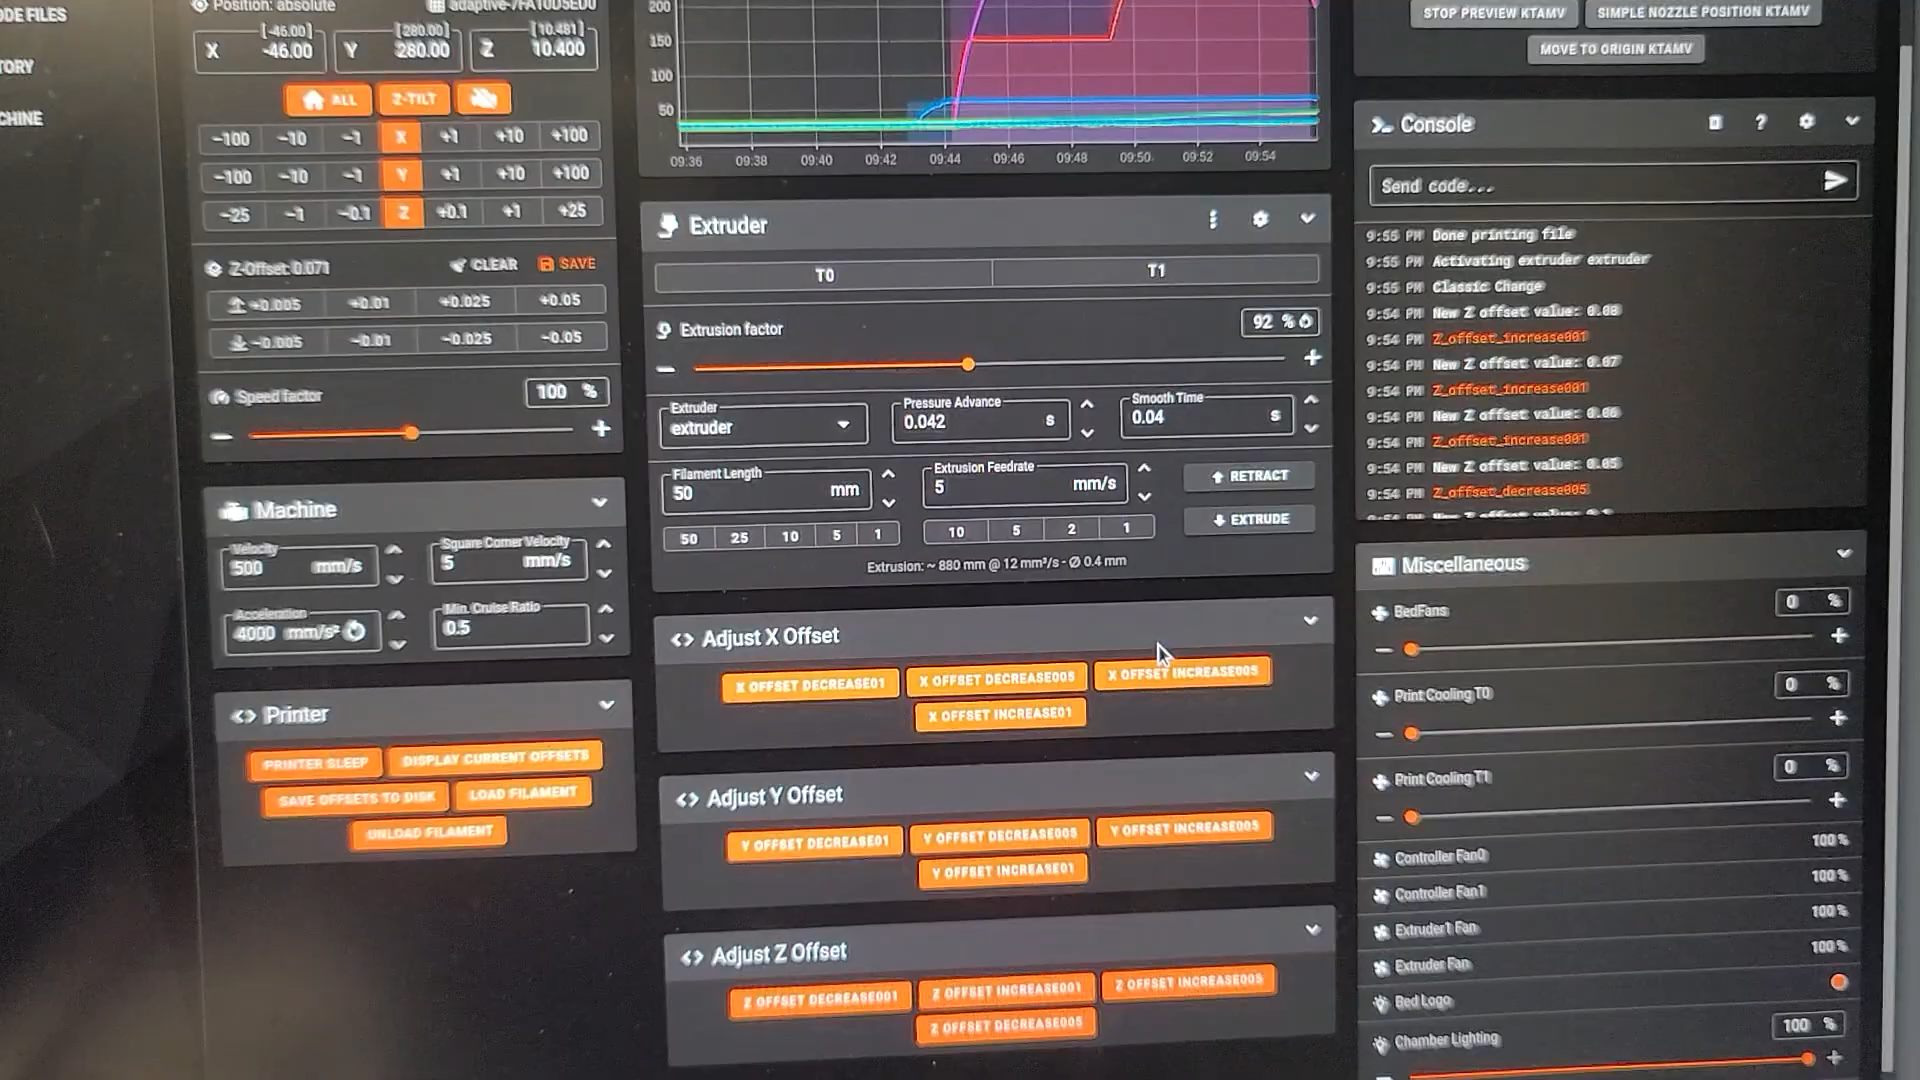 ODE FILES
TORY
CHINE
Position: absolute
adaptive-7FA10D5ED0
[-46.00]
X -46.00
[280.00]
Y 280.00
[10.481]
Z 10.400
ALL
Z-TILT
-100 -10 -1 X +1 +10 +100
-100 -10 -1 Y +1 +10 +100
-25 -1 -0.1 Z +0.1 +1 +25
Z-Offset: 0.071
CLEAR
SAVE
+0.005 +0.01 +0.025 +0.05
-0.005 -0.01 -0.025 -0.05
Speed factor
100 %
Machine
Velocity
500 mm/s
Square Corner Velocity
5 mm/s
Acceleration
4000 mm/s²
Min. Cruise Ratio
0.5
Printer
PRINTER SLEEP
DISPLAY CURRENT OFFSETS
SAVE OFFSETS TO DISK
LOAD FILAMENT
UNLOAD FILAMENT
200
150
100
50
09:36 09:38 09:40 09:42 09:44 09:46 09:48 09:50 09:52 09:54
Extruder
T0
T1
Extrusion factor
92 %
Extruder
extruder
Pressure Advance
0.042 s
Smooth Time
0.04 s
Filament Length
50 mm
Extrusion Feedrate
5 mm/s
RETRACT
50 25 10 5 1
10 5 2 1
EXTRUDE
Extrusion: ~ 880 mm @ 12 mm³/s - Ø 0.4 mm
Adjust X Offset
X OFFSET DECREASE01
X OFFSET DECREASE005
X OFFSET INCREASE005
X OFFSET INCREASE01
Adjust Y Offset
Y OFFSET DECREASE01
Y OFFSET DECREASE005
Y OFFSET INCREASE005
Y OFFSET INCREASE01
Adjust Z Offset
Z OFFSET DECREASE001
Z OFFSET INCREASE001
Z OFFSET INCREASE005
Z OFFSET DECREASE005
STOP PREVIEW KTAMV
SIMPLE NOZZLE POSITION KTAMV
MOVE TO ORIGIN KTAMV
Console
Send code...
9:55 PM Done printing file
9:55 PM Activating extruder extruder
9:55 PM Classic Change
9:54 PM New Z offset value: 0.08
9:54 PM Z_offset_increase001
9:54 PM New Z offset value: 0.07
9:54 PM Z_offset_increase001
9:54 PM New Z offset value: 0.06
9:54 PM Z_offset_increase001
9:54 PM New Z offset value: 0.05
9:54 PM Z_offset_decrease005
Miscellaneous
BedFans
0 %
Print Cooling T0
0 %
Print Cooling T1
0 %
Controller Fan0
100 %
Controller Fan1
100 %
Extruder1 Fan
100 %
Extruder Fan
100 %
Bed Logo
Chamber Lighting
100 %